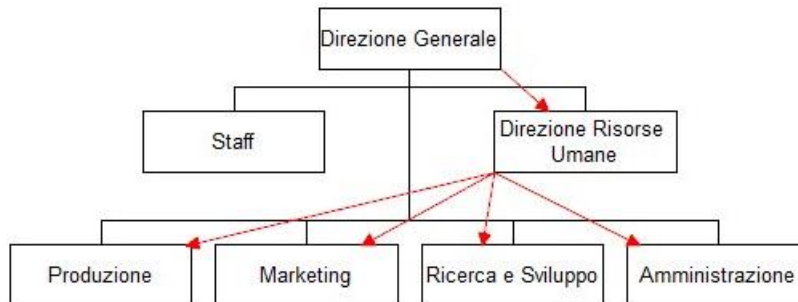 Direzione Generale
Staff
Direzione Risorse
Umane
Produzione
Marketing
Ricerca e Sviluppo
Amministrazione